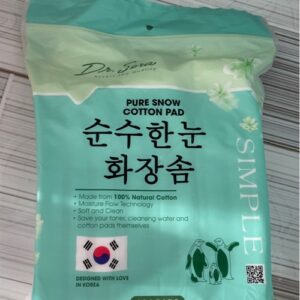 Dr. Sora
PURE SNOW
COTTON PAD
순수한눈
화장솜
SIMPLE
• Made from 100% Natural Cotton
• Moisture Flow Technology
• Soft and Clean
• Save your toner, cleansing water and
cotton pads themselves
DESIGNED WITH LOVE
IN KOREA